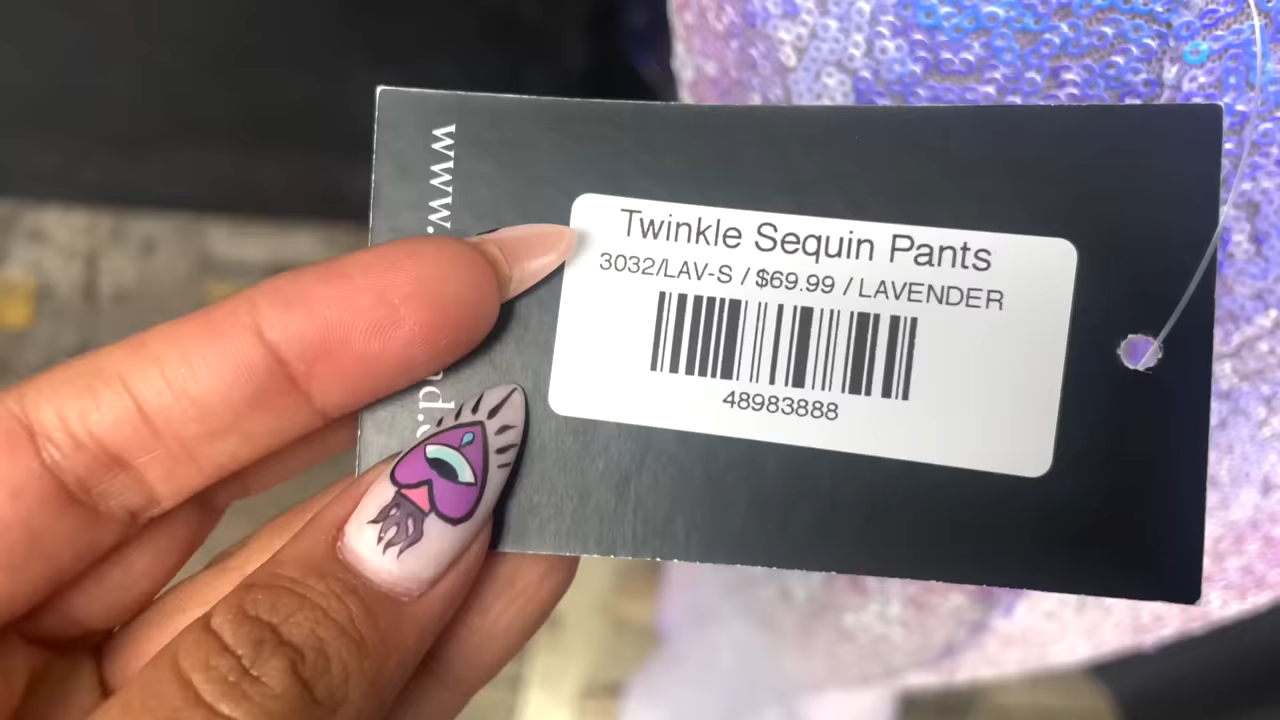 www.
d.
Twinkle Sequin Pants
3032/LAV-S / $69.99 / LAVENDER
48983888